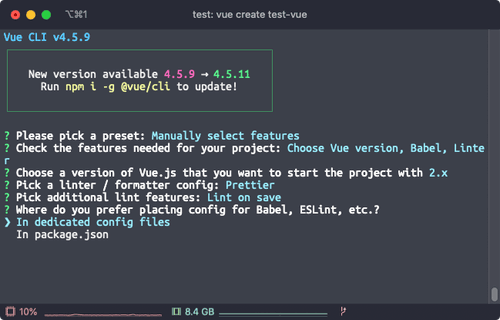 ⌥⌘1
test: vue create test-vue
Vue CLI v4.5.9
New version available 4.5.9 → 4.5.11
Run npm i -g @vue/cli to update!
? Please pick a preset: Manually select features
? Check the features needed for your project: Choose Vue version, Babel, Linte
r
? Choose a version of Vue.js that you want to start the project with 2.x
? Pick a linter / formatter config: Prettier
? Pick additional lint features: Lint on save
? Where do you prefer placing config for Babel, ESLint, etc.?
❯ In dedicated config files
In package.json
10%
8.4 GB